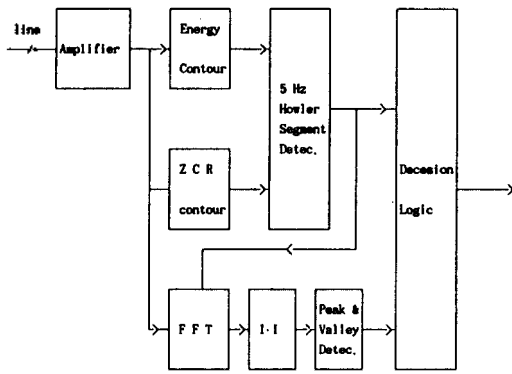 line
Amplifier
Energy
Contour
5 Hz
Howler
Segment
Detec.
Z C R
contour
Decesion
Logic
F F T
I·I
Peak &
Valley
Detec.